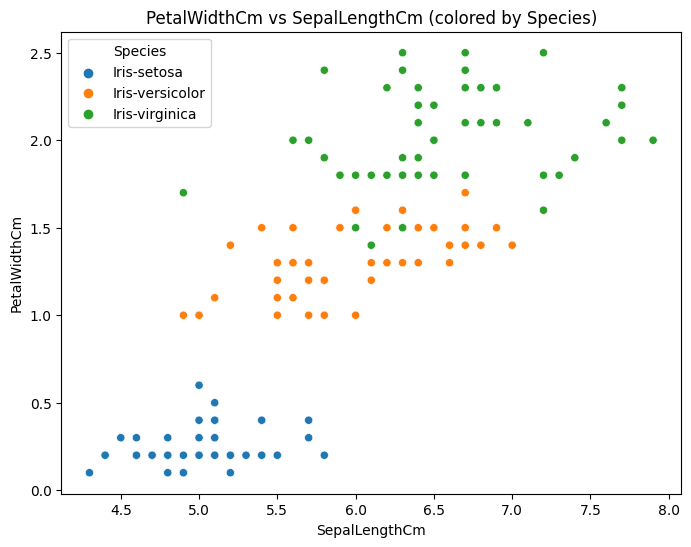 PetalWidthCm vs SepalLengthCm (colored by Species)
Species
Iris-setosa
Iris-versicolor
Iris-virginica
2.5
2.0
1.5
1.0
0.5
0.0
PetalWidthCm
4.5 5.0 5.5 6.0 6.5 7.0 7.5 8.0
SepalLengthCm